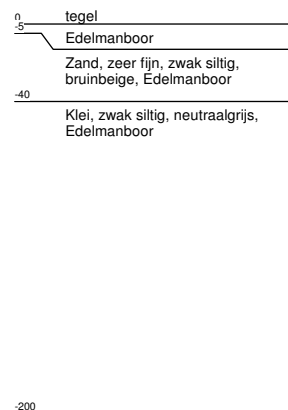 0 tegel
-5
Edelmanboor
Zand, zeer fijn, zwak siltig,
bruinbeige, Edelmanboor
-40
Klei, zwak siltig, neutraalgrijs,
Edelmanboor
-200